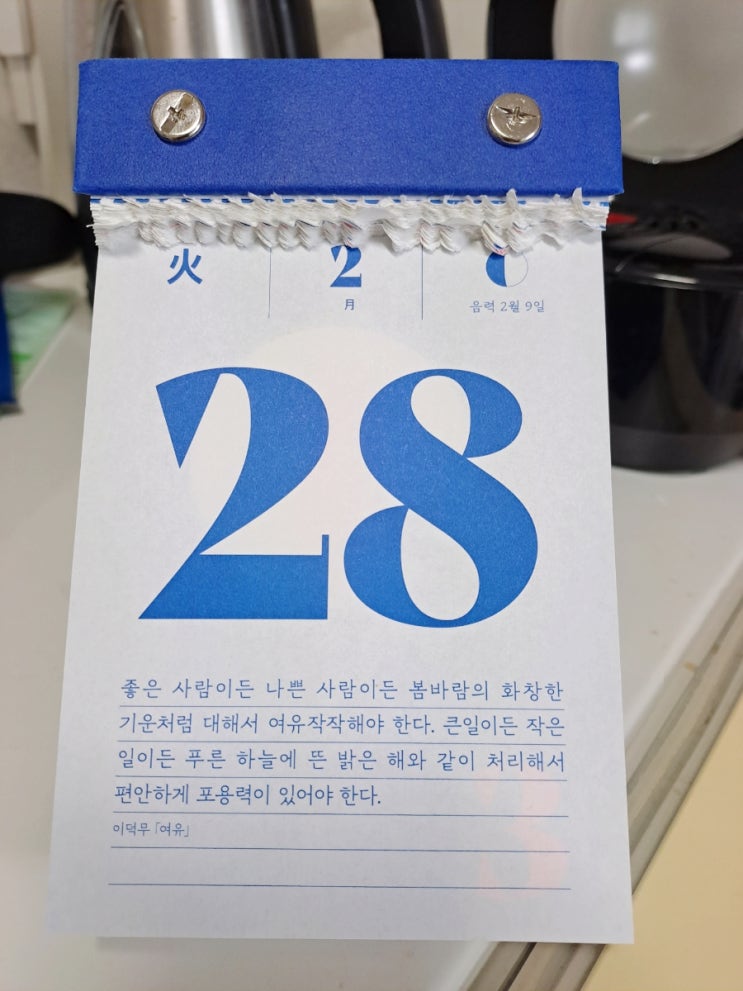 火
2
月
음력 2월 9일
28
좋은 사람이든 나쁜 사람이든 봄바람의 화창한
기운처럼 대해서 여유작작해야 한다. 큰일이든 작은
일이든 푸른 하늘에 뜬 밝은 해와 같이 처리해서
편안하게 포용력이 있어야 한다.
이덕무 「여유」